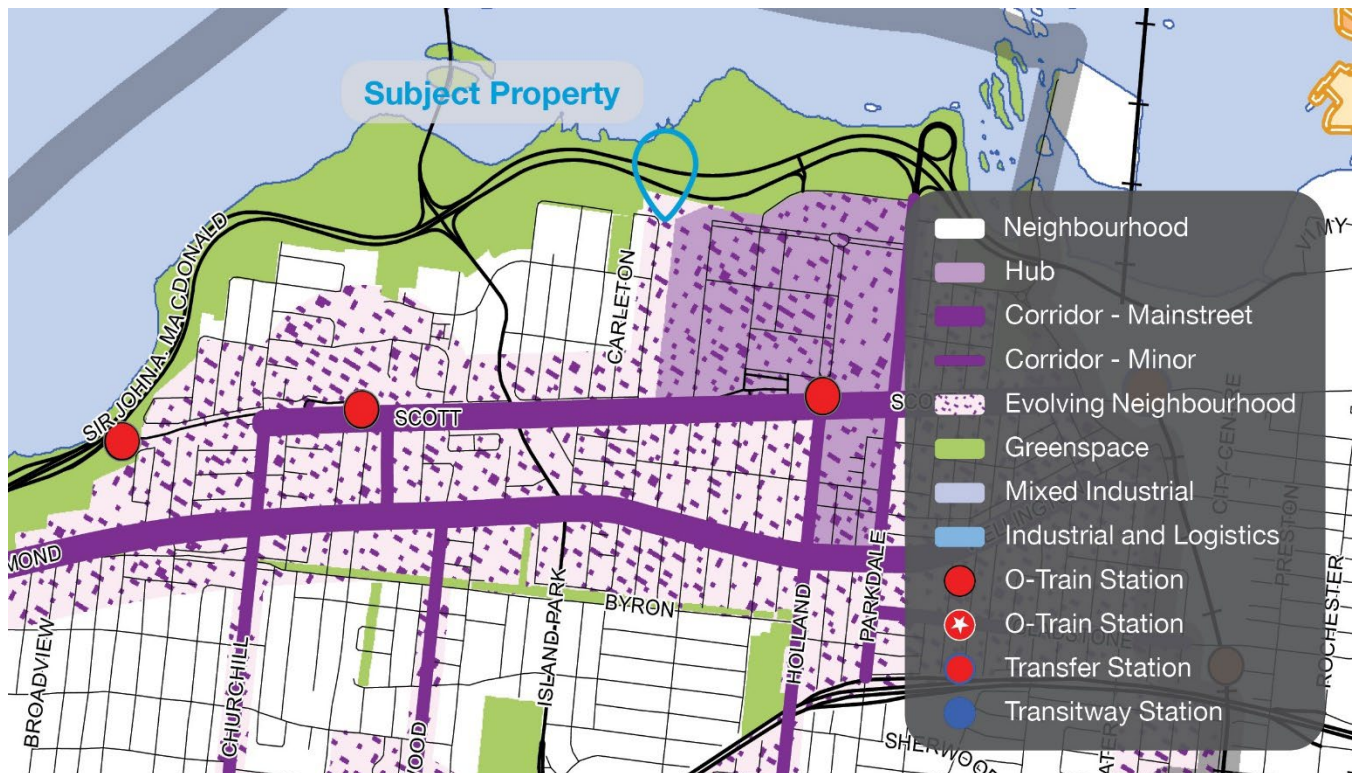 Subject Property
SIR JOHN A. MACDONALD
CARLETON
SCOTT
MOND
BYRON
BROADVIEW
CHURCHILL
WOOD
ISLAND PARK
HOLLAND
PARKDALE
SHERWOOD
VIMY
CITY CENTRE
PRESTON
ROCHESTER
Neighbourhood
Hub
Corridor - Mainstreet
Corridor - Minor
Evolving Neighbourhood
Greenspace
Mixed Industrial
Industrial and Logistics
O-Train Station
O-Train Station
Transfer Station
Transitway Station